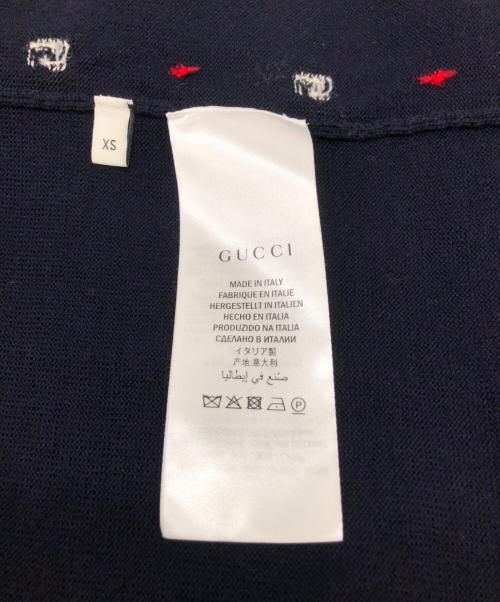 XS
GUCCI
MADE IN ITALY
FABRIQUE EN ITALIE
HERGESTELLT IN ITALIEN
HECHO EN ITALIA
PRODUZIDO NA ITALIA
СДЕЛАНО В ИТАЛИИ
イタリア製
产地意大利
صنع في إيطاليا
P